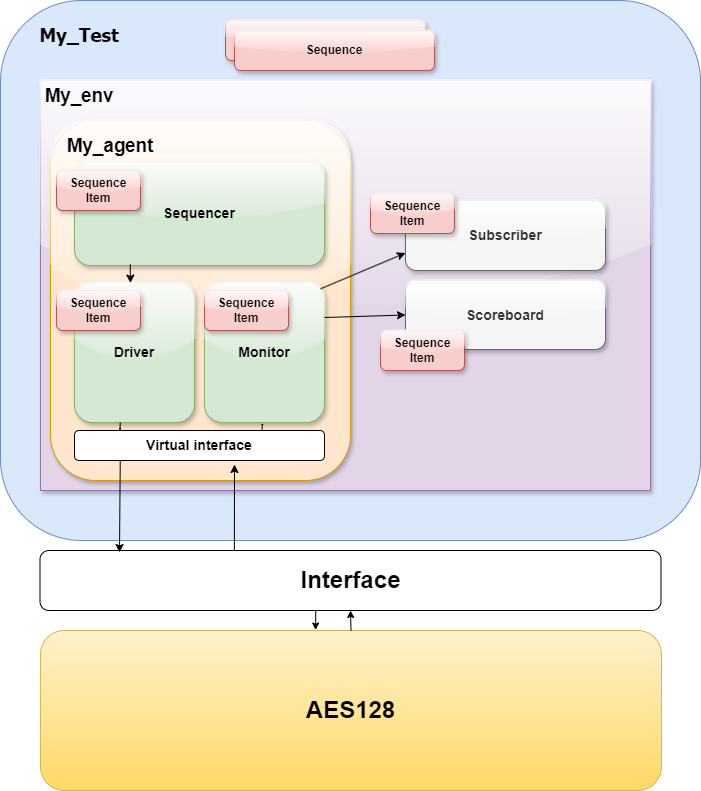 My_Test
Sequence
My_env
My_agent
Sequence
Item
Sequencer
Sequence
Item
Subscriber
Sequence
Item
Driver
Sequence
Item
Monitor
Scoreboard
Sequence
Item
Virtual interface
Interface
AES128